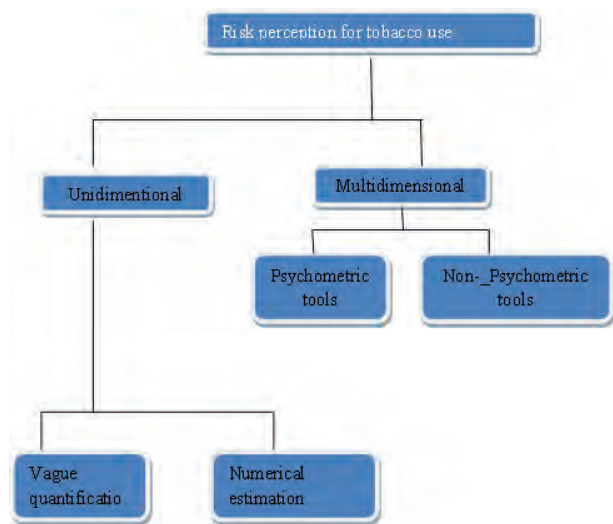 Risk perception for tobacco use
Unidimentional
Multidimensional
Psychometric
tools
Non-_Psychometric
tools
Vague
quantificatio
Numerical
estimation